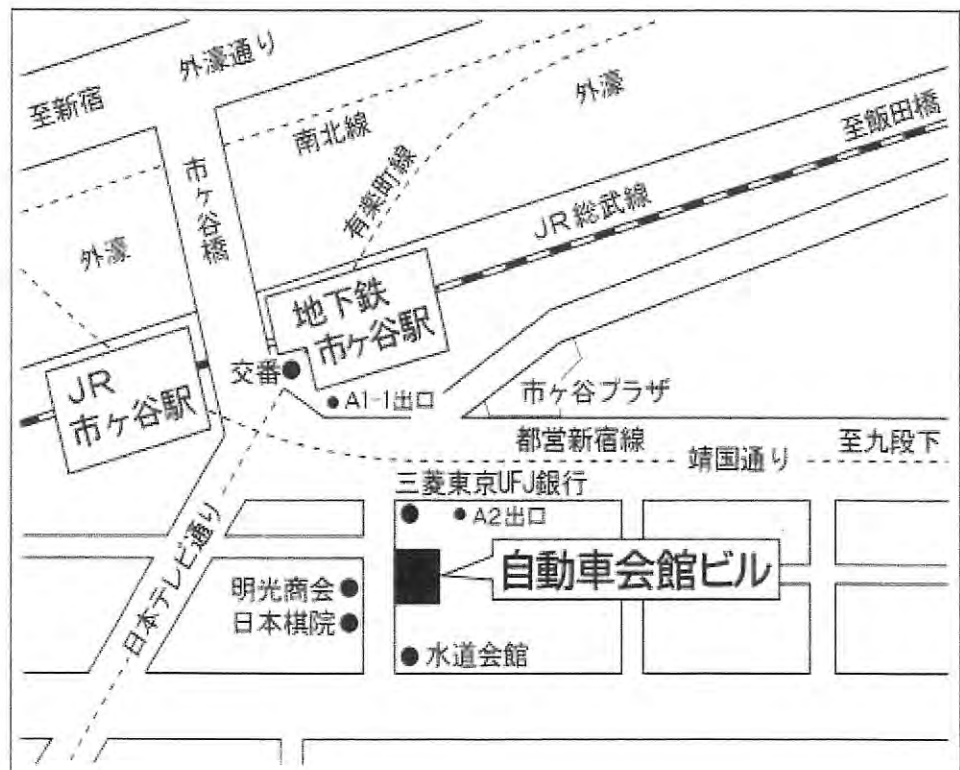 外濠通り
至新宿
南北線
外濠
至飯田橋
市ヶ谷橋
有楽町線
JR総武線
外濠
地下鉄
市ヶ谷駅
JR
市ヶ谷駅
交番
A1-1出口
市ヶ谷プラザ
都営新宿線
靖国通り
至九段下
三菱東京UFJ銀行
A2出口
日本テレビ通り
自動車会館ビル
明光商会
日本棋院
水道会館